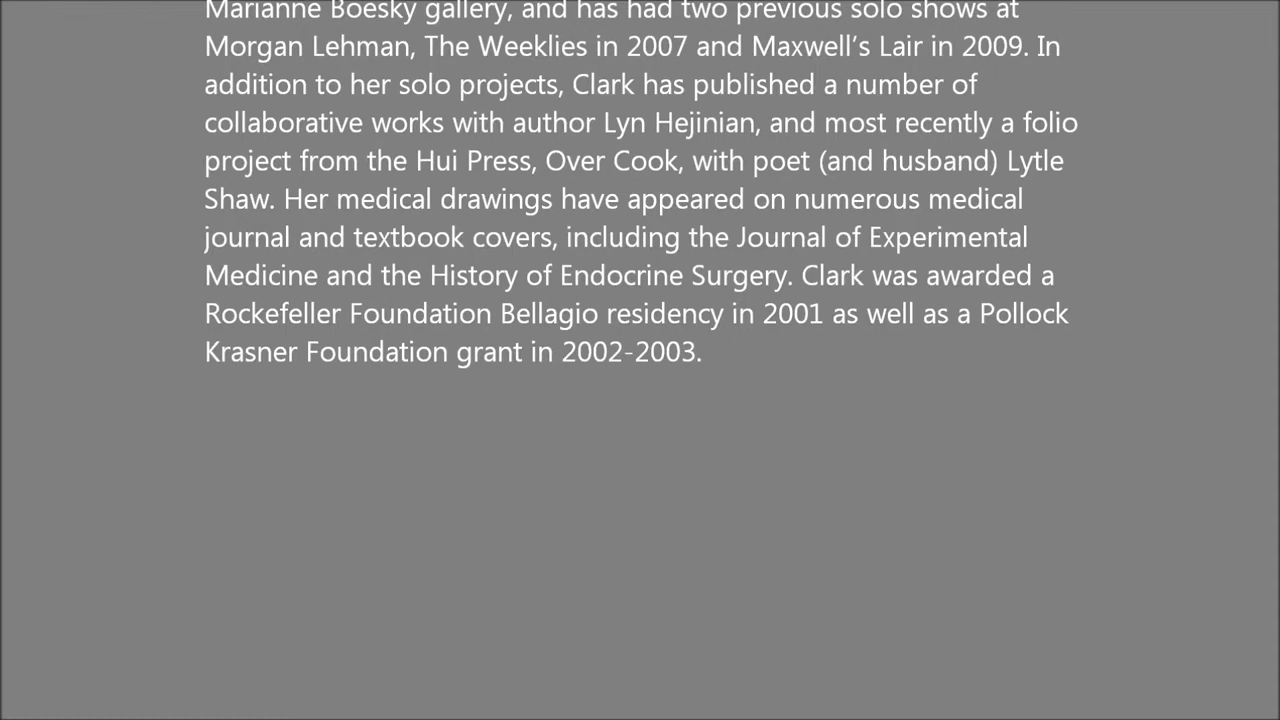 Marianne Boesky gallery, and has had two previous solo shows at
Morgan Lehman, The Weeklies in 2007 and Maxwell’s Lair in 2009. In
addition to her solo projects, Clark has published a number of
collaborative works with author Lyn Hejinian, and most recently a folio
project from the Hui Press, Over Cook, with poet (and husband) Lytle
Shaw. Her medical drawings have appeared on numerous medical
journal and textbook covers, including the Journal of Experimental
Medicine and the History of Endocrine Surgery. Clark was awarded a
Rockefeller Foundation Bellagio residency in 2001 as well as a Pollock
Krasner Foundation grant in 2002-2003.